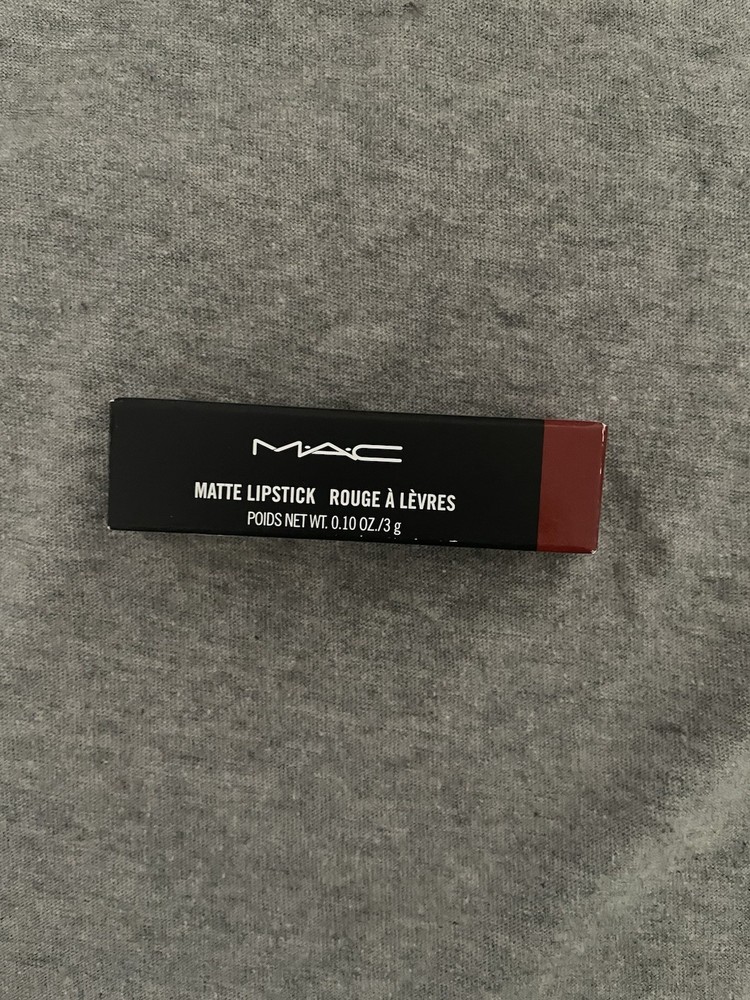 M·A·C
MATTE LIPSTICK ROUGE À LÈVRES
POIDS NET WT. 0.10 OZ./3 g